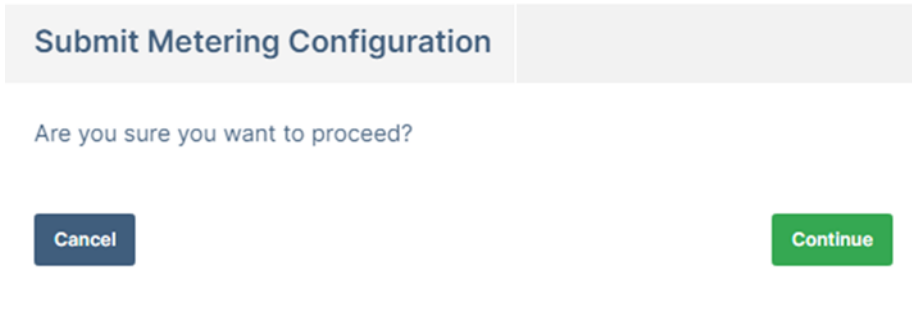 Submit Metering Configuration
Are you sure you want to proceed?
Cancel
Continue